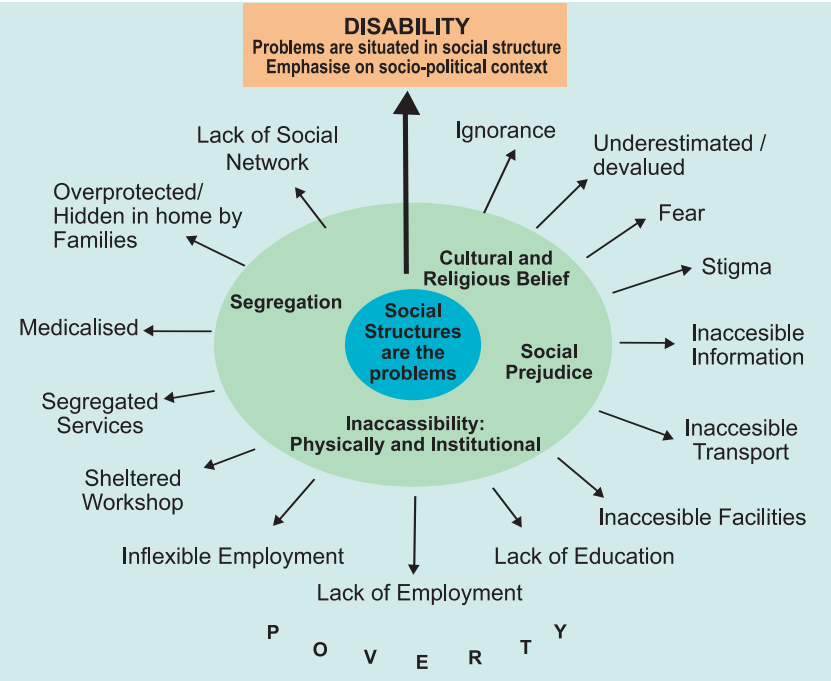 DISABILITY
Problems are situated in social structure
Emphasise on socio-political context
Lack of Social
Network
Ignorance
Underestimated /
devalued
Overprotected/
Hidden in home by
Families
Fear
Stigma
Cultural and
Religious Belief
Segregation
Social
Structures
are the
problems
Medicalised
Social
Prejudice
Inaccesible
Information
Segregated
Services
Inaccassibility:
Physically and Institutional
Inaccesible
Transport
Sheltered
Workshop
Inaccesible Facilities
Inflexible Employment
Lack of Education
Lack of Employment
P O V E R T Y